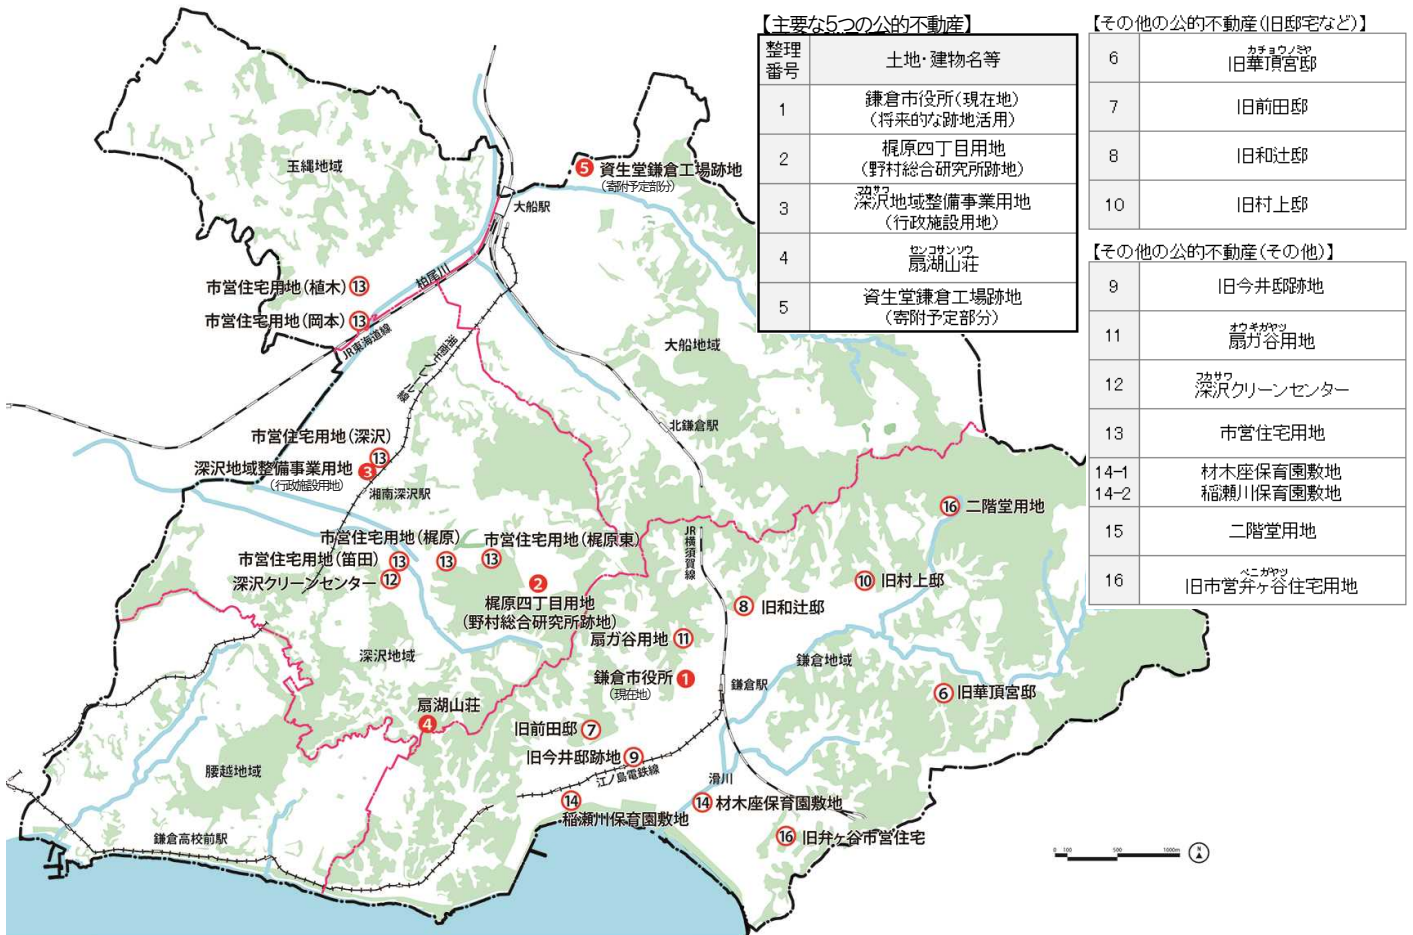 【主要な5つの公的不動産】
整理
番号
土地・建物名等
1
鎌倉市役所(現在地)
(将来的な跡地活用)
2
梶原四丁目用地
(野村総合研究所跡地)
3
フカサワ
深沢地域整備事業用地
(行政施設用地)
4
センコサンソウ
扇湖山荘
5
資生堂鎌倉工場跡地
(寄附予定部分)
【その他の公的不動産(旧邸宅など)】
6
カチョウノミヤ
旧華頂宮邸
7
旧前田邸
8
旧和辻邸
10
旧村上邸
【その他の公的不動産(その他)】
9
旧今井邸跡地
11
オウギガヤツ
扇ガ谷用地
12
フカサワ
深沢クリーンセンター
13
市営住宅用地
14-1
14-2
材木座保育園敷地
稲瀬川保育園敷地
15
二階堂用地
16
ベニガヤツ
旧市営弁ヶ谷住宅用地
玉縄地域
5 資生堂鎌倉工場跡地
(寄附予定部分)
大船駅
柏尾川
市営住宅用地(植木) 13
市営住宅用地(岡本) 13
JR東海道線
湘南モノレール線
大船地域
北鎌倉駅
市営住宅用地(深沢)
13
深沢地域整備事業用地 3
(行政施設用地)
湘南深沢駅
16 二階堂用地
市営住宅用地(梶原)
13
市営住宅用地(梶原東)
13
市営住宅用地(笛田) 13
深沢クリーンセンター 12
JR横須賀線
2
梶原四丁目用地
(野村総合研究所跡地)
10 旧村上邸
8 旧和辻邸
扇ガ谷用地 11
深沢地域
鎌倉地域
鎌倉市役所 1
(現在地)
鎌倉駅
6 旧華頂宮邸
扇湖山荘
4
旧前田邸 7
旧今井邸跡地 9
腰越地域
江ノ島電鉄線
滑川
14
稲瀬川保育園敷地
14 材木座保育園敷地
鎌倉高校前駅
16 旧弁ヶ谷市営住宅
0 100 500 1000m
N